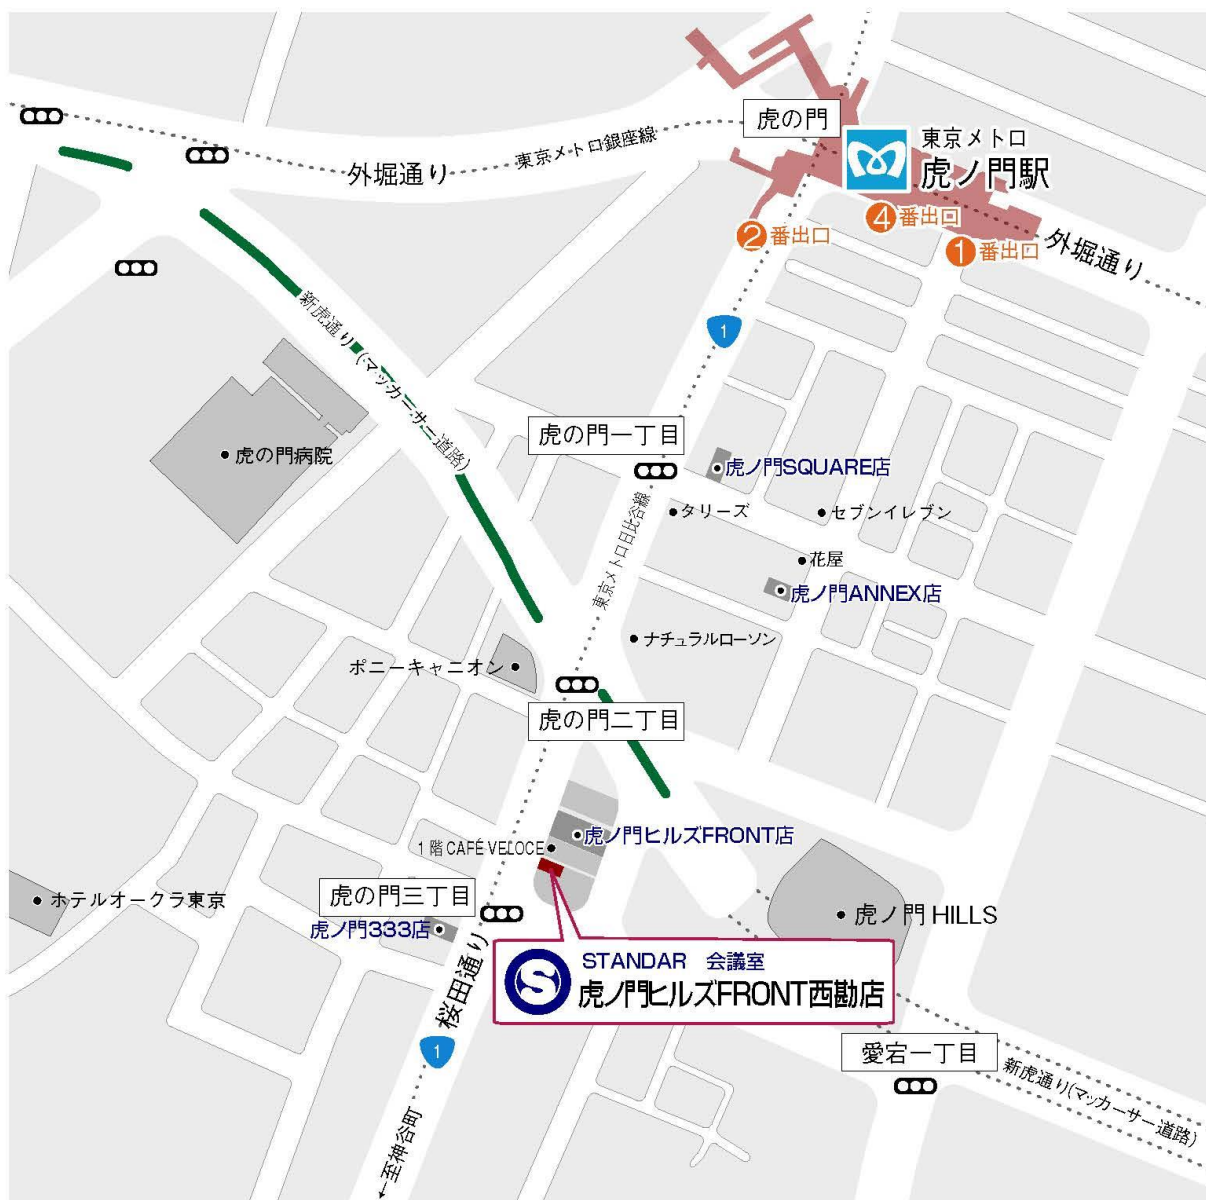 虎の門
東京メトロ
虎ノ門駅
東京メトロ銀座線
外堀通り
2番出口
4番出口
1番出口
外堀通り
新虎通り(マッカーサー道路)
1
虎の門一丁目
虎の門病院
虎ノ門SQUARE店
タリーズ
セブンイレブン
東京メトロ日比谷線
花屋
虎ノ門ANNEX店
ナチュラルローソン
ポニーキャニオン
虎の門二丁目
虎ノ門ヒルズFRONT店
1階 CAFÉ VELOCE
虎の門三丁目
ホテルオークラ東京
虎ノ門333店
虎ノ門 HILLS
桜田通り
S
STANDAR 会議室
虎ノ門ヒルズFRONT西勘店
1
愛宕一丁目
新虎通り(マッカーサー道路)
←至神谷町